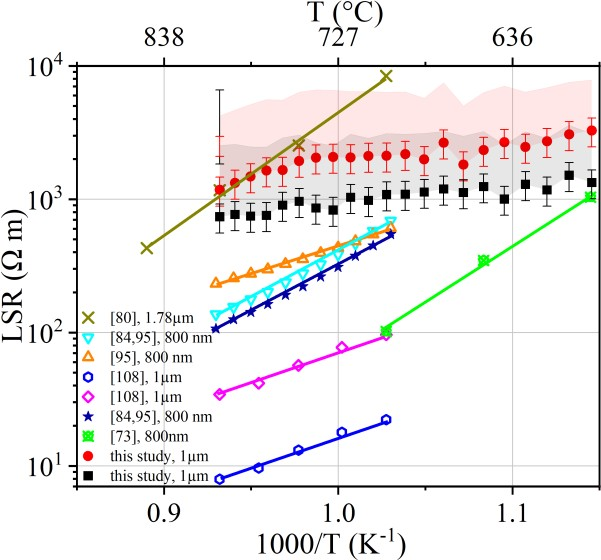 T (°C)
838 727 636
10⁴
10³
10²
10¹
LSR (Ω m)
[80], 1.78µm
[84,95], 800 nm
[95], 800 nm
[108], 1µm
[108], 1µm
[84,95], 800 nm
[73], 800nm
this study, 1µm
this study, 1µm
0.9 1.0 1.1
1000/T (K⁻¹)